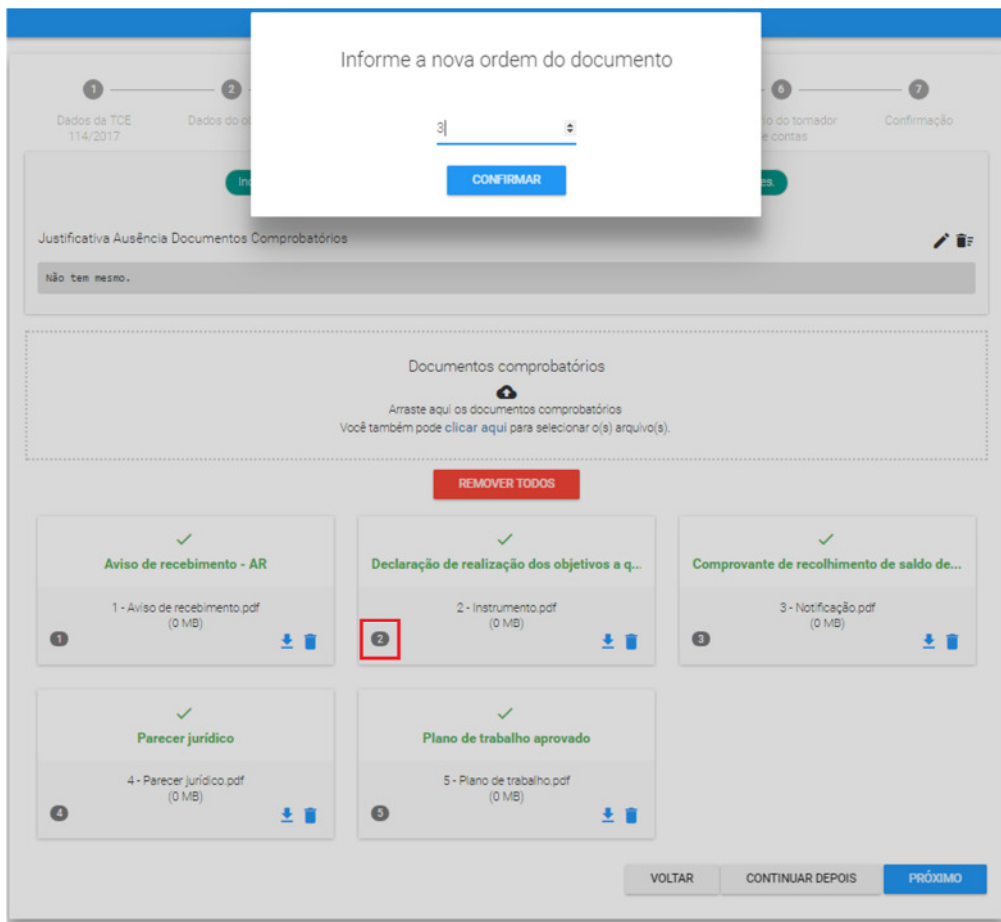 Informe a nova ordem do documento
3
CONFIRMAR
1
2
6
7
Dados da TCE
114/2017
Dados do
do tomador
contas
Confirmação
Justificativa Ausência Documentos Comprobatórios
Não tem mesmo.
Documentos comprobatórios
Arraste aqui os documentos comprobatórios
Você também pode clicar aqui para selecionar o(s) arquivo(s).
REMOVER TODOS
Aviso de recebimento - AR
1 - Aviso de recebimento.pdf
(0 MB)
1
Declaração de realização dos objetivos a q...
2 - Instrumento.pdf
(0 MB)
2
Comprovante de recolhimento de saldo de...
3 - Notificação.pdf
(0 MB)
3
Parecer jurídico
4 - Parecer jurídico.pdf
(0 MB)
4
Plano de trabalho aprovado
5 - Plano de trabalho.pdf
(0 MB)
5
VOLTAR
CONTINUAR DEPOIS
PRÓXIMO